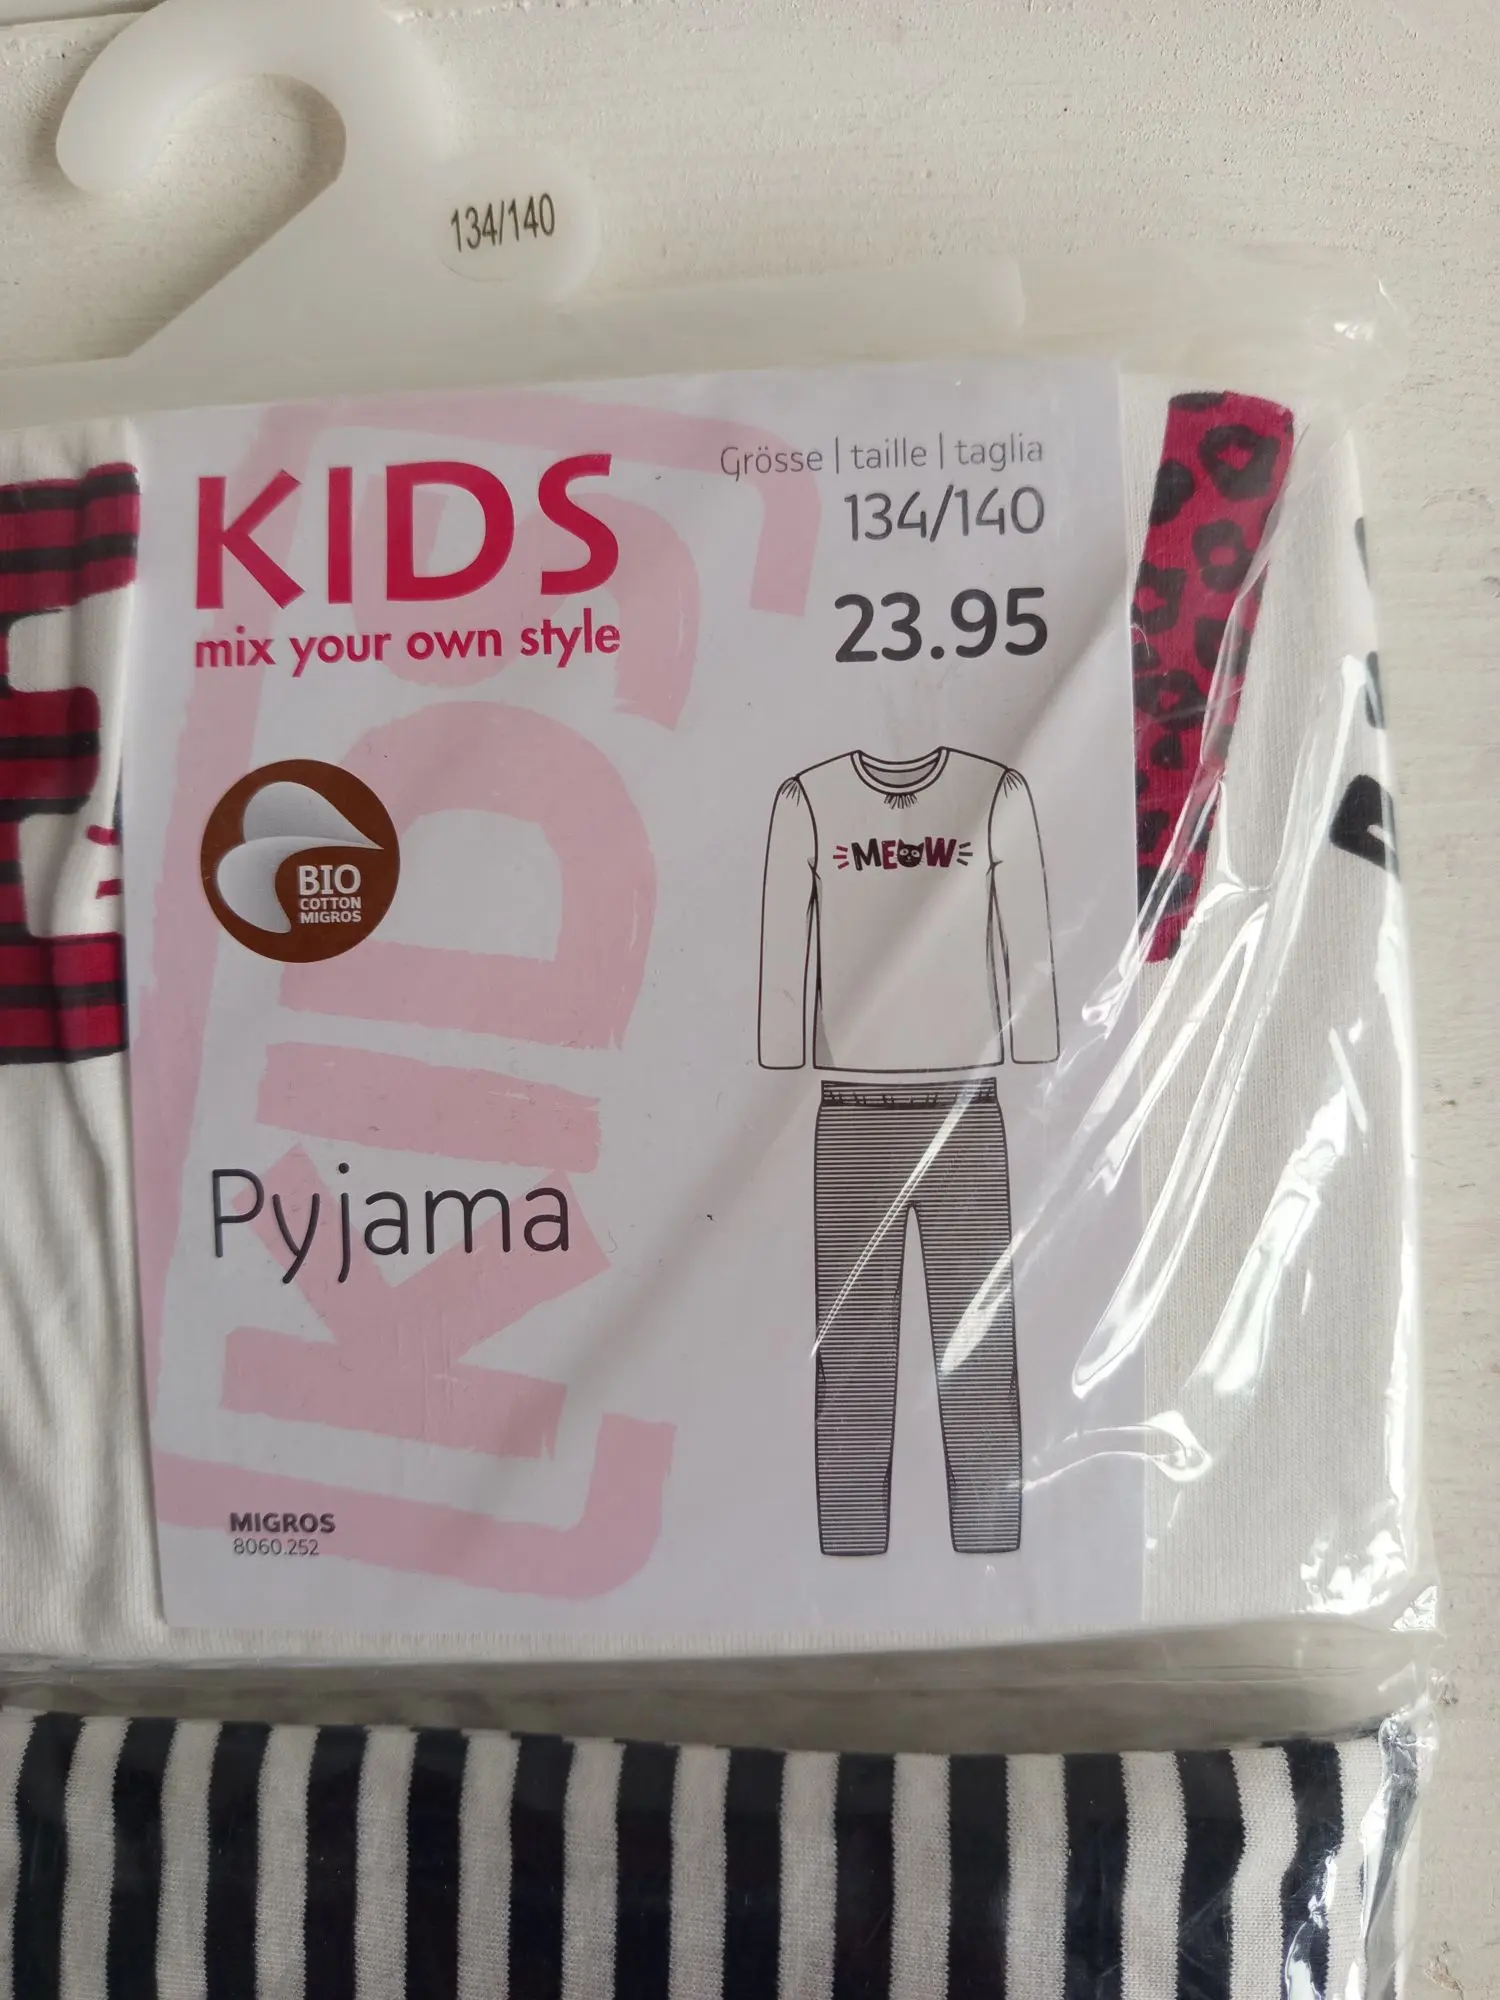 134/140
KIDS
mix your own style
Grösse | taille | taglia
134/140
23.95
BIO
COTTON
MIGROS
MEOW
Pyjama
KIDS
MIGROS
8060.252